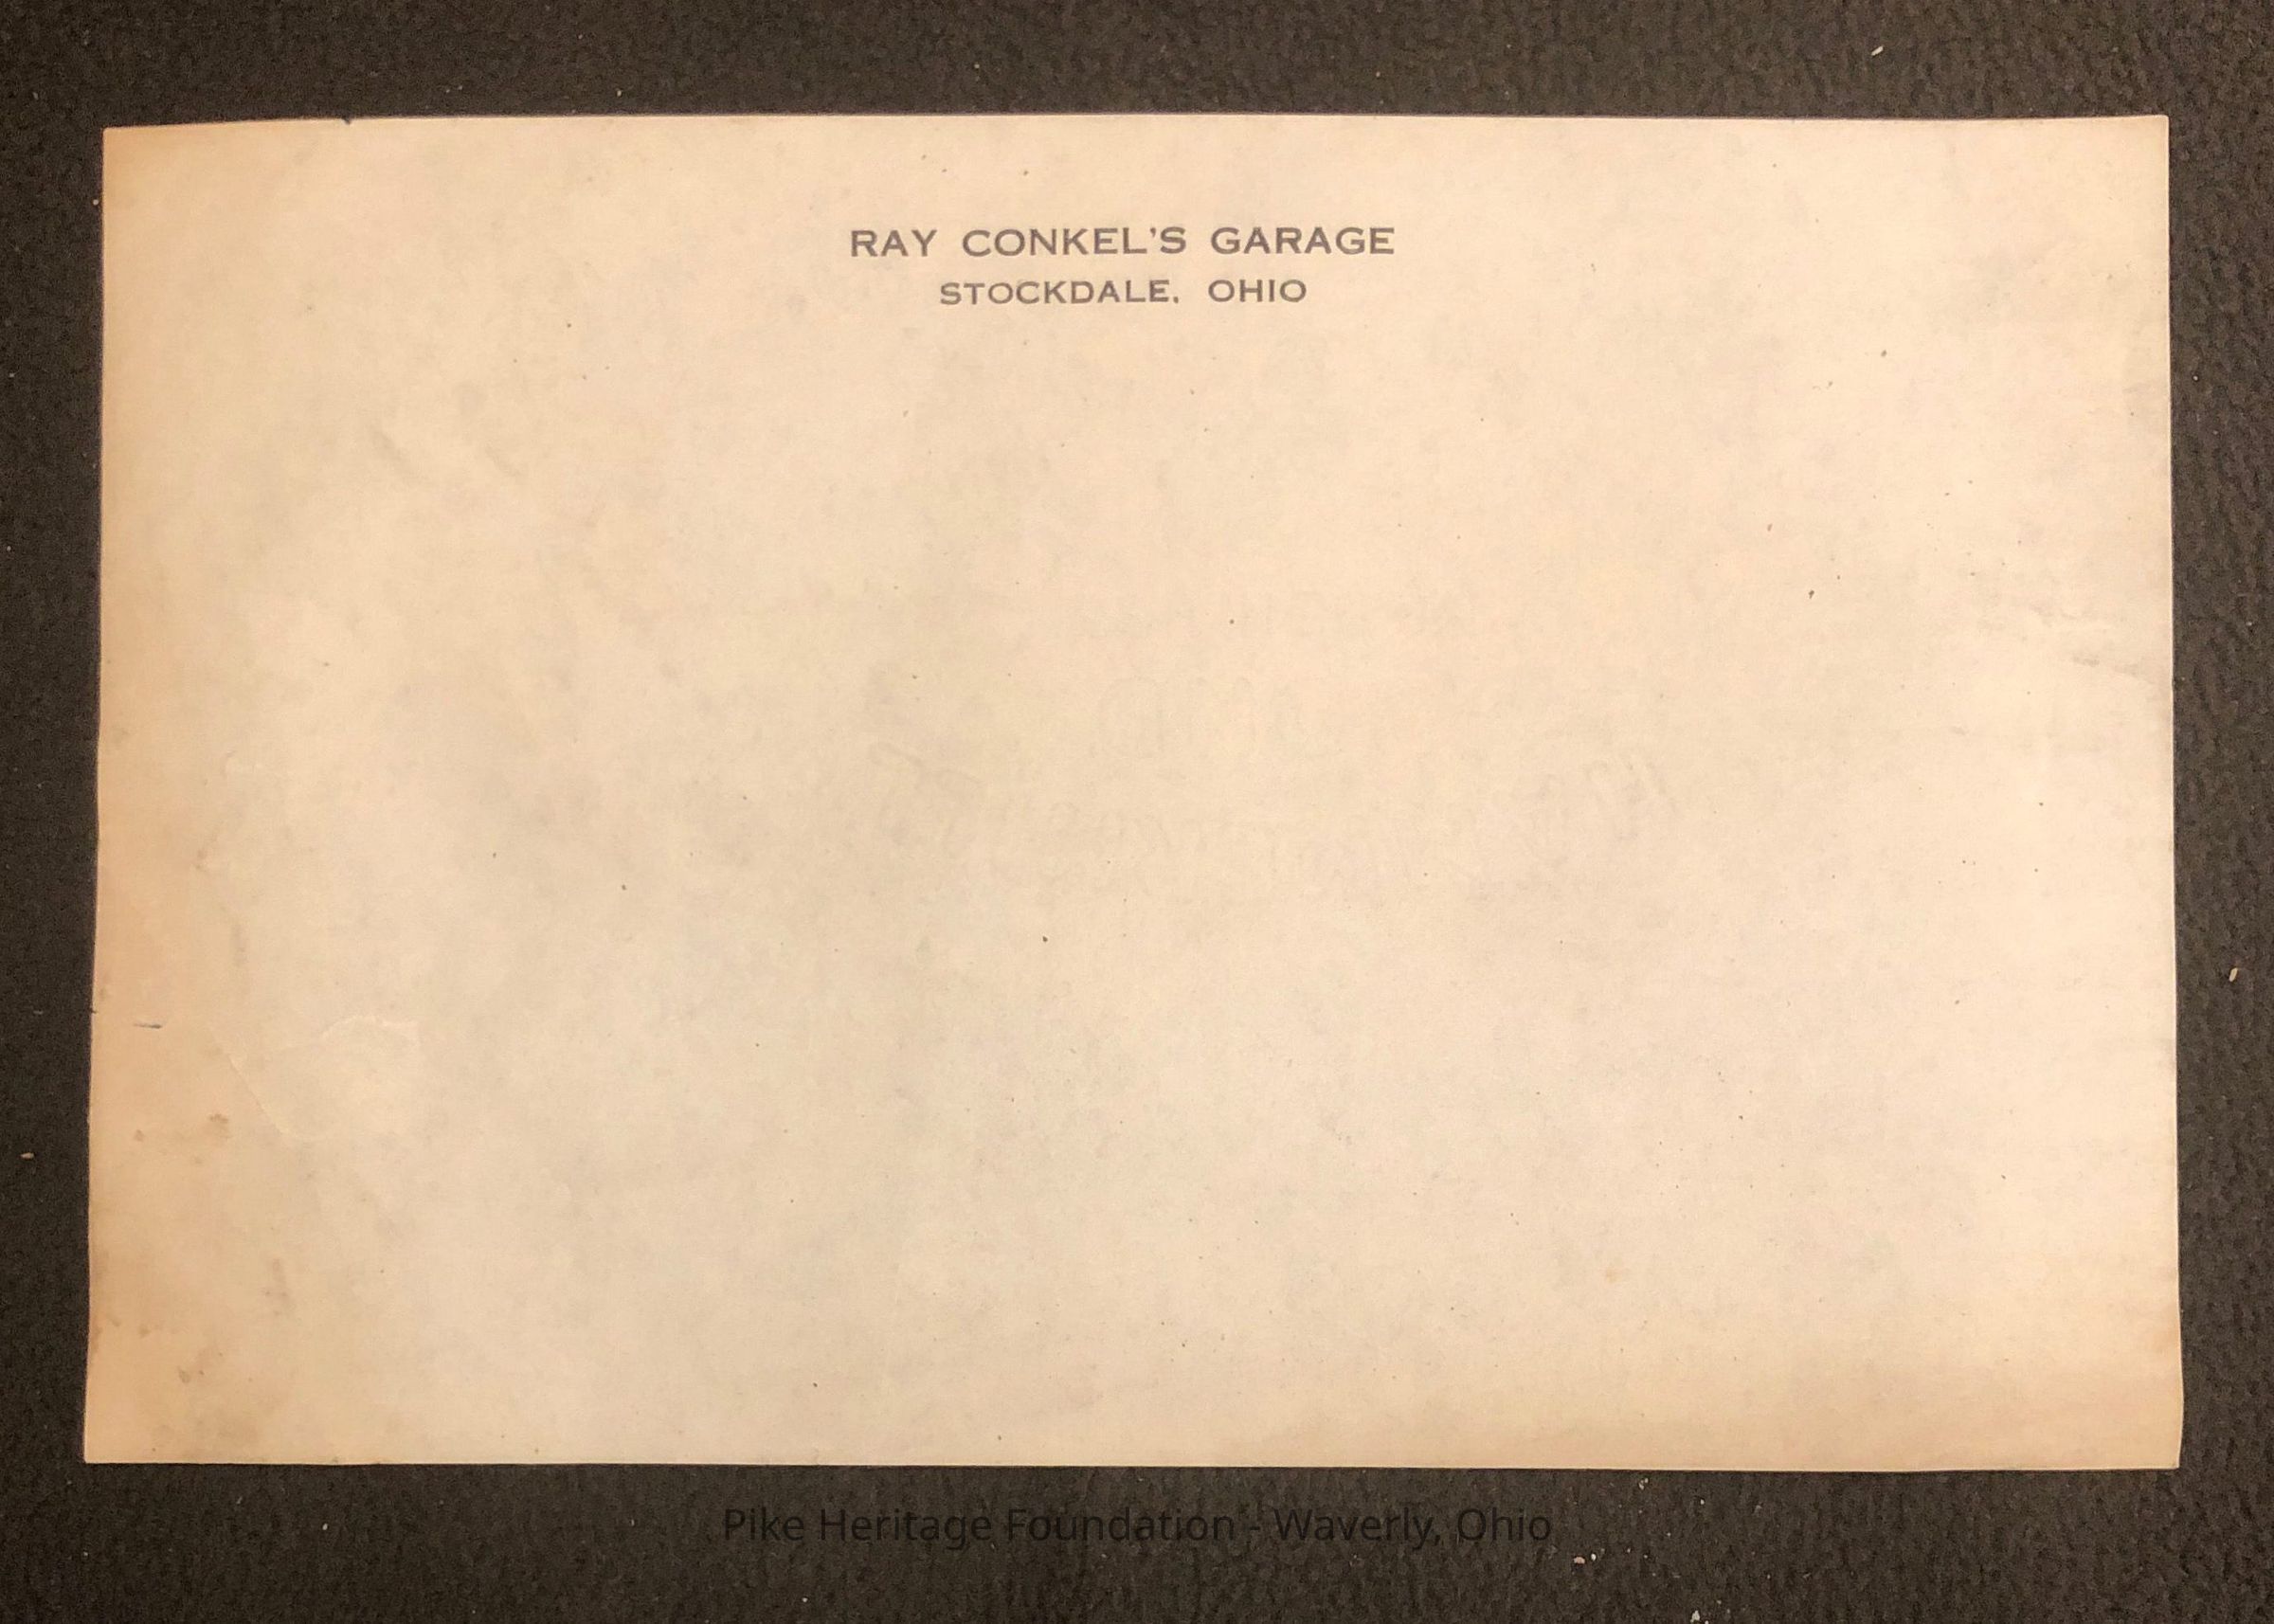 RAY CONKEL'S GARAGE
STOCKDALE, OHIO
Pike Heritage Foundation - Waverly, Ohio